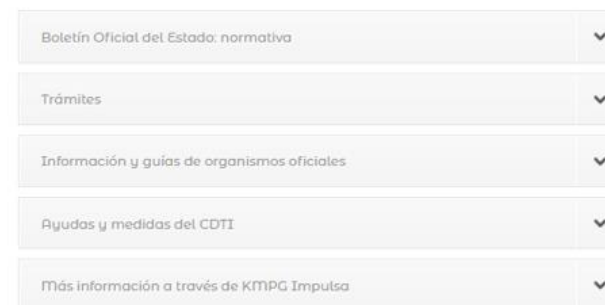 Boletín Oficial del Estado: normativa
Trámites
Información y guías de organismos oficiales
Ayudas y medidas del CDTI
Más información a través de KMPG Impulsa